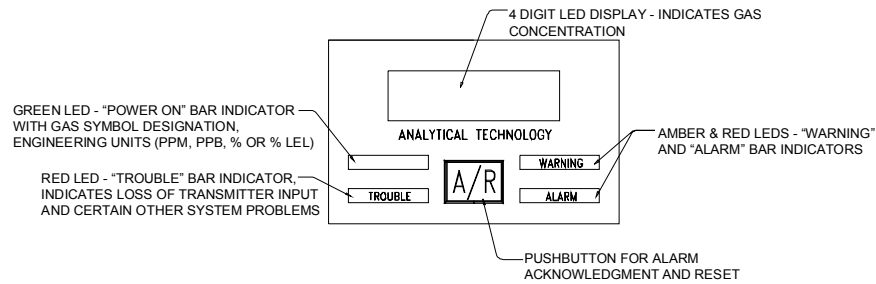 4 DIGIT LED DISPLAY - INDICATES GAS
CONCENTRATION
GREEN LED - “POWER ON” BAR INDICATOR
WITH GAS SYMBOL DESIGNATION,
ENGINEERING UNITS (PPM, PPB, % OR % LEL)
RED LED - “TROUBLE” BAR INDICATOR,
INDICATES LOSS OF TRANSMITTER INPUT
AND CERTAIN OTHER SYSTEM PROBLEMS
ANALYTICAL TECHNOLOGY
WARNING
TROUBLE
A/R
ALARM
AMBER & RED LEDS - “WARNING”
AND “ALARM” BAR INDICATORS
PUSHBUTTON FOR ALARM
ACKNOWLEDGMENT AND RESET